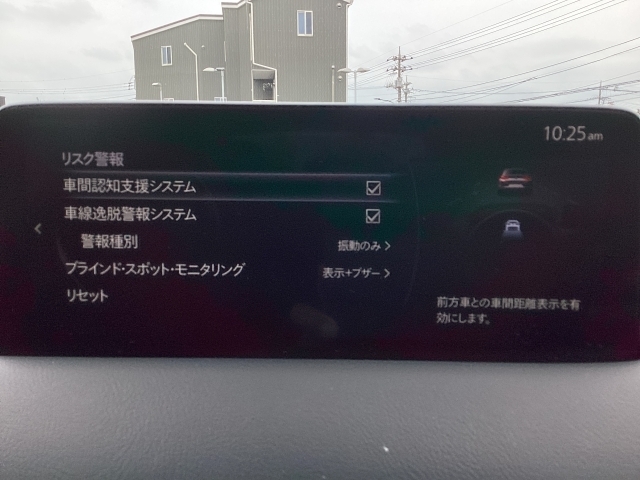 10:25am
リスク警報
車間認知支援システム
車線逸脱警報システム
警報種別 振動のみ
ブラインド・スポット・モニタリング 表示+ブザー
リセット
前方車との車間距離表示を有
効にします。